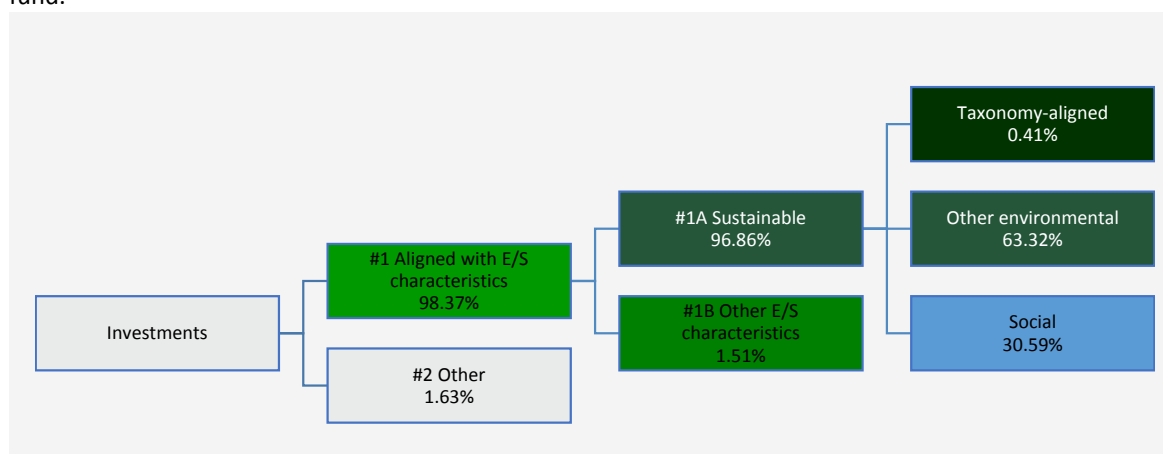 fund.
Taxonomy-aligned
0.41%
#1A Sustainable
96.86%
Other environmental
63.32%
#1 Aligned with E/S
characteristics
98.37%
Investments
#1B Other E/S
characteristics
1.51%
Social
30.59%
#2 Other
1.63%